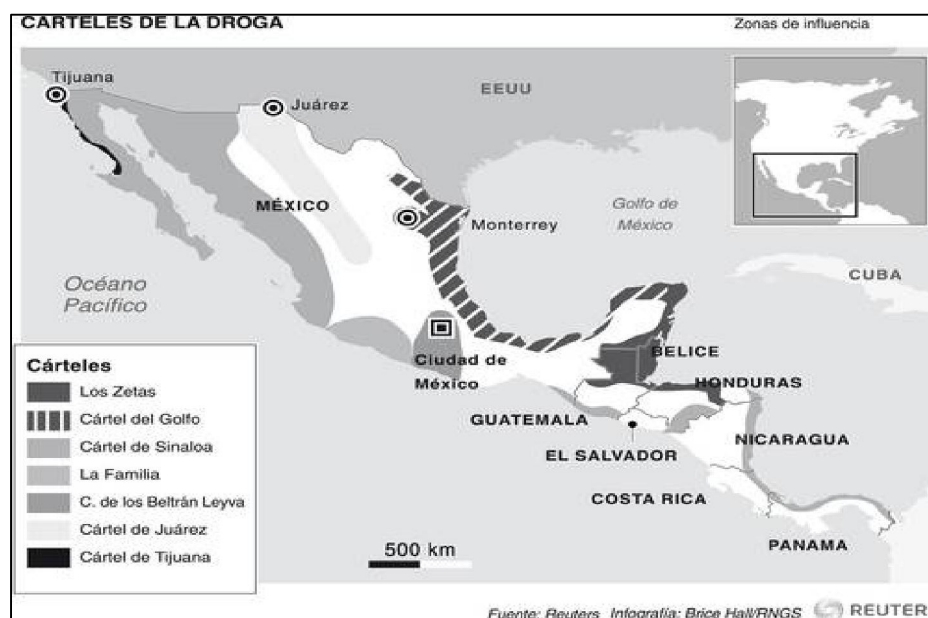 CARTELES DE LA DROGA
Zonas de influencia
Tijuana
Juárez
EEUU
MÉXICO
Monterrey
Golfo de
México
CUBA
Océano
Pacífico
Ciudad de
México
BELICE
HONDURAS
GUATEMALA
EL SALVADOR
NICARAGUA
COSTA RICA
PANAMA
Cárteles
Los Zetas
Cártel del Golfo
Cártel de Sinaloa
La Familia
C. de los Beltrán Leyva
Cártel de Juárez
Cártel de Tijuana
500 km
Fuente: Reuters Infografía: Brice Hall/RNGS
REUTER